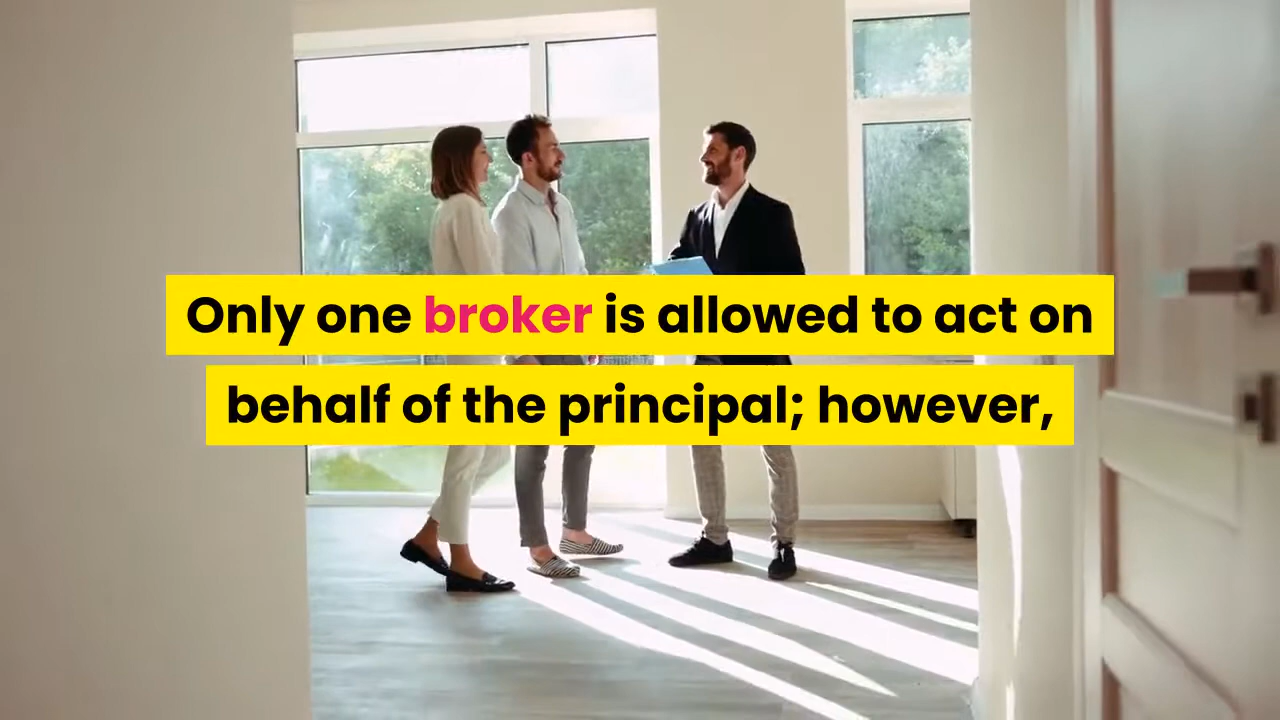 Only one broker is allowed to act on
behalf of the principal; however,